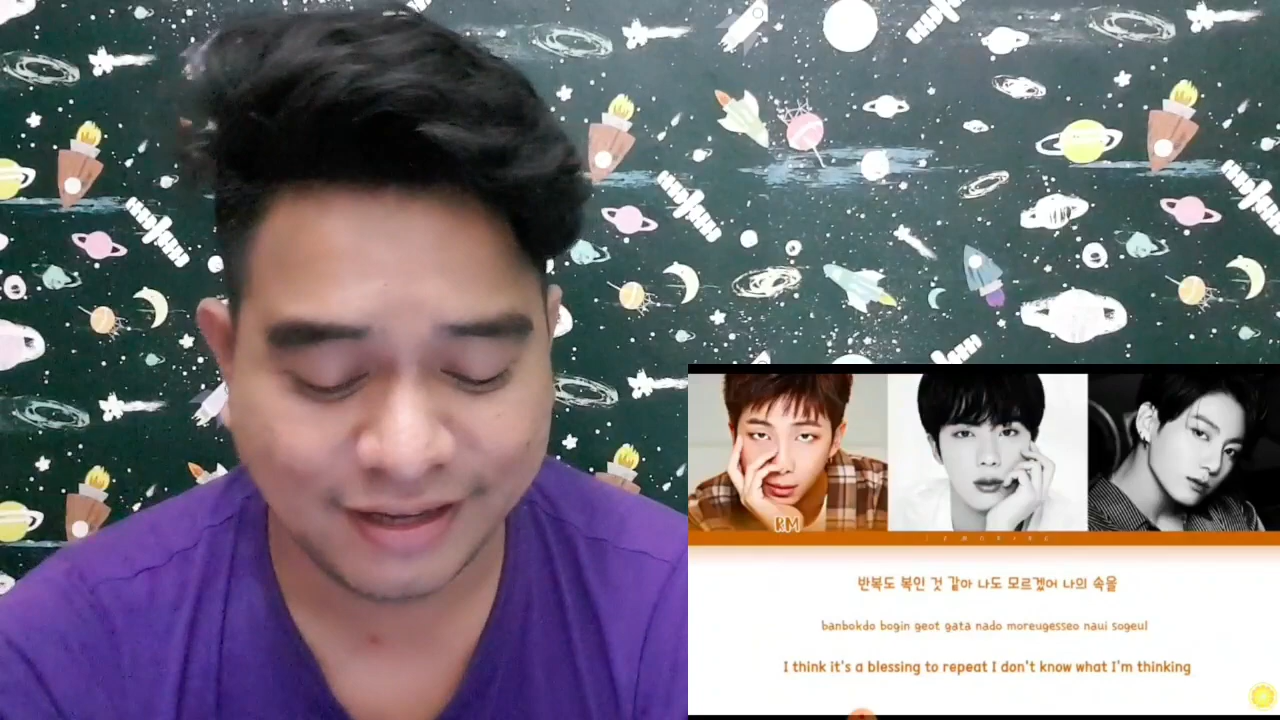 RM
반복도 복인 것 같아 나도 모르겠어 나의 속을
banbokdo bogin geot gata nado moreugesseo naui sogeul
I think it's a blessing to repeat I don't know what I'm thinking